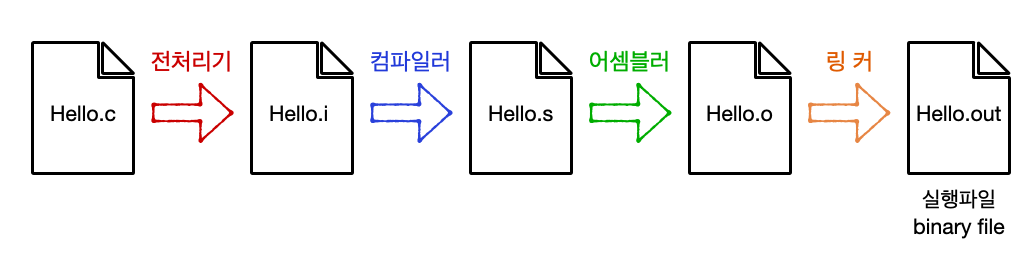 전처리기
컴파일러
어셈블러
링 커
Hello.c
Hello.i
Hello.s
Hello.o
Hello.out
실행파일
binary file